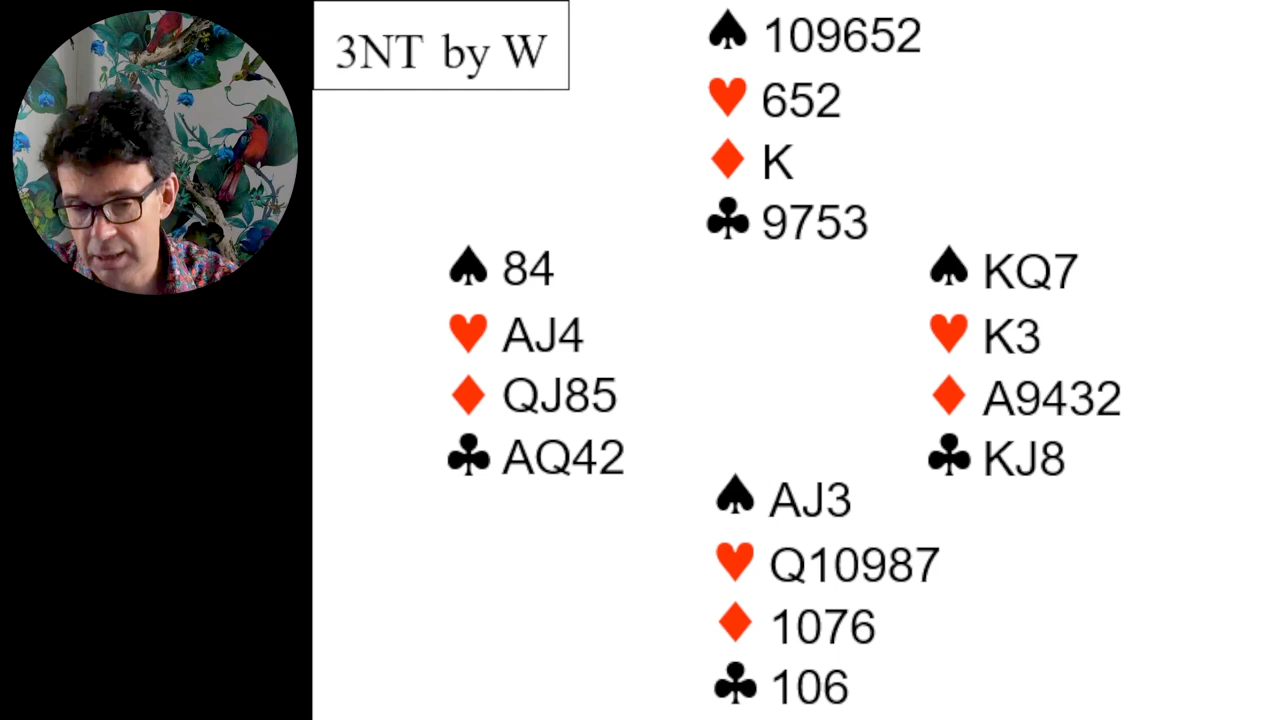 3NT by W
♠ 109652
♥ 652
♦ K
♣ 9753
♠ 84
♥ AJ4
♦ QJ85
♣ AQ42
♠ KQ7
♥ K3
♦ A9432
♣ KJ8
♠ AJ3
♥ Q10987
♦ 1076
♣ 106